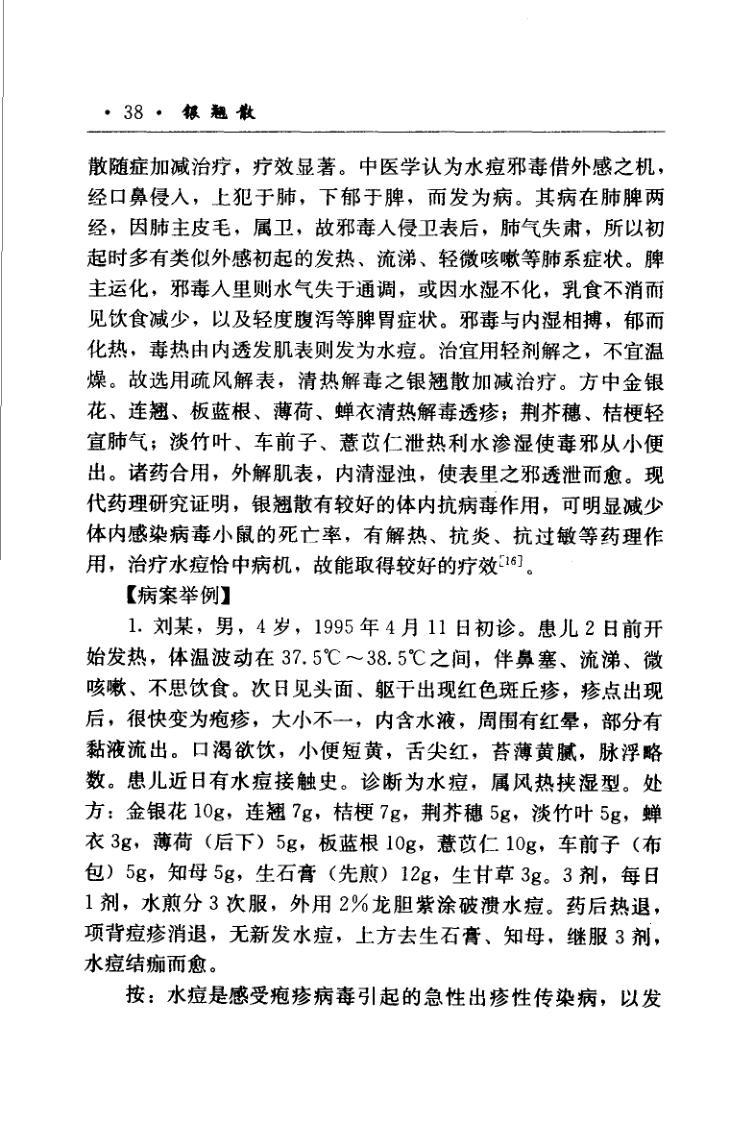 · 38 · 银翘散
散随症加减治疗，疗效显著。中医学认为水痘邪毒借外感之机，
经口鼻侵入，上犯于肺，下郁于脾，而发为病。其病在肺脾两
经，因肺主皮毛，属卫，故邪毒入侵卫表后，肺气失肃，所以初
起时多有类似外感初起的发热、流涕、轻微咳嗽等肺系症状。脾
主运化，邪毒入里则水气失于通调，或因水湿不化，乳食不消而
见饮食减少，以及轻度腹泻等脾胃症状。邪毒与内湿相搏，郁而
化热，毒热由内透发肌表则发为水痘。治宜用轻剂解之，不宜温
燥。故选用疏风解表，清热解毒之银翘散加减治疗。方中金银
花、连翘、板蓝根、薄荷、蝉衣清热解毒透疹；荆芥穗、桔梗轻
宣肺气；淡竹叶、车前子、薏苡仁泄热利水渗湿使毒邪从小便
出。诸药合用，外解肌表，内清湿浊，使表里之邪透泄而愈。现
代药理研究证明，银翘散有较好的体内抗病毒作用，可明显减少
体内感染病毒小鼠的死亡率，有解热、抗炎、抗过敏等药理作
用，治疗水痘恰中病机，故能取得较好的疗效[16]。
【病案举例】
1. 刘某，男，4 岁，1995 年 4 月 11 日初诊。患儿 2 日前开
始发热，体温波动在 37.5℃～38.5℃之间，伴鼻塞、流涕、微
咳嗽、不思饮食。次日见头面、躯干出现红色斑丘疹，疹点出现
后，很快变为疱疹，大小不一，内含水液，周围有红晕，部分有
黏液流出。口渴欲饮，小便短黄，舌尖红，苔薄黄腻，脉浮略
数。患儿近日有水痘接触史。诊断为水痘，属风热挟湿型。处
方：金银花 10g，连翘 7g，桔梗 7g，荆芥穗 5g，淡竹叶 5g，蝉
衣 3g，薄荷（后下）5g，板蓝根 10g，薏苡仁 10g，车前子（布
包）5g，知母 5g，生石膏（先煎）12g，生甘草 3g。3 剂，每日
1 剂，水煎分 3 次服，外用 2%龙胆紫涂破溃水痘。药后热退，
项背痘疹消退，无新发水痘，上方去生石膏、知母，继服 3 剂，
水痘结痂而愈。
按：水痘是感受疱疹病毒引起的急性出疹性传染病，以发